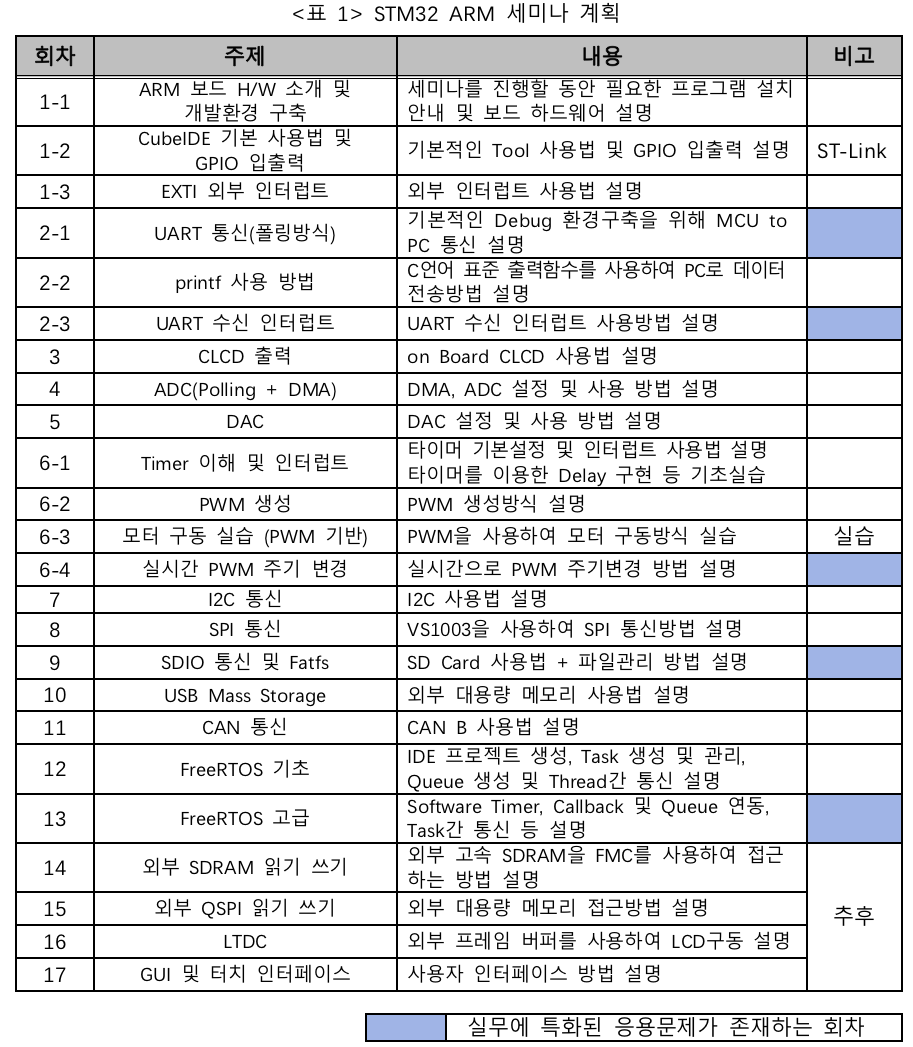 <표 1> STM32 ARM 세미나 계획
회차 주제 내용 비고
1-1 ARM 보드 H/W 소개 및 세미나를 진행할 동안 필요한 프로그램 설치
개발환경 구축 안내 및 보드 하드웨어 설명
1-2 CubeIDE 기본 사용법 및 기본적인 Tool 사용법 및 GPIO 입출력 설명 ST-Link
GPIO 입출력
1-3 EXTI 외부 인터럽트 외부 인터럽트 사용법 설명
2-1 UART 통신(폴링방식) 기본적인 Debug 환경구축을 위해 MCU to
PC 통신 설명
2-2 printf 사용 방법 C언어 표준 출력함수를 사용하여 PC로 데이터
전송방법 설명
2-3 UART 수신 인터럽트 UART 수신 인터럽트 사용방법 설명
3 CLCD 출력 on Board CLCD 사용법 설명
4 ADC(Polling + DMA) DMA, ADC 설정 및 사용 방법 설명
5 DAC DAC 설정 및 사용 방법 설명
6-1 Timer 이해 및 인터럽트 타이머 기본설정 및 인터럽트 사용법 설명
타이머를 이용한 Delay 구현 등 기초실습
6-2 PWM 생성 PWM 생성방식 설명
6-3 모터 구동 실습 (PWM 기반) PWM을 사용하여 모터 구동방식 실습 실습
6-4 실시간 PWM 주기 변경 실시간으로 PWM 주기변경 방법 설명
7 I2C 통신 I2C 사용법 설명
8 SPI 통신 VS1003을 사용하여 SPI 통신방법 설명
9 SDIO 통신 및 Fatfs SD Card 사용법 + 파일관리 방법 설명
10 USB Mass Storage 외부 대용량 메모리 사용법 설명
11 CAN 통신 CAN B 사용법 설명
12 FreeRTOS 기초 IDE 프로젝트 생성, Task 생성 및 관리,
Queue 생성 및 Thread간 통신 설명
13 FreeRTOS 고급 Software Timer, Callback 및 Queue 연동,
Task간 통신 등 설명
14 외부 SDRAM 읽기 쓰기 외부 고속 SDRAM을 FMC를 사용하여 접근
하는 방법 설명
15 외부 QSPI 읽기 쓰기 외부 대용량 메모리 접근방법 설명 추후
16 LTDC 외부 프레임 버퍼를 사용하여 LCD구동 설명
17 GUI 및 터치 인터페이스 사용자 인터페이스 방법 설명
실무에 특화된 응용문제가 존재하는 회차